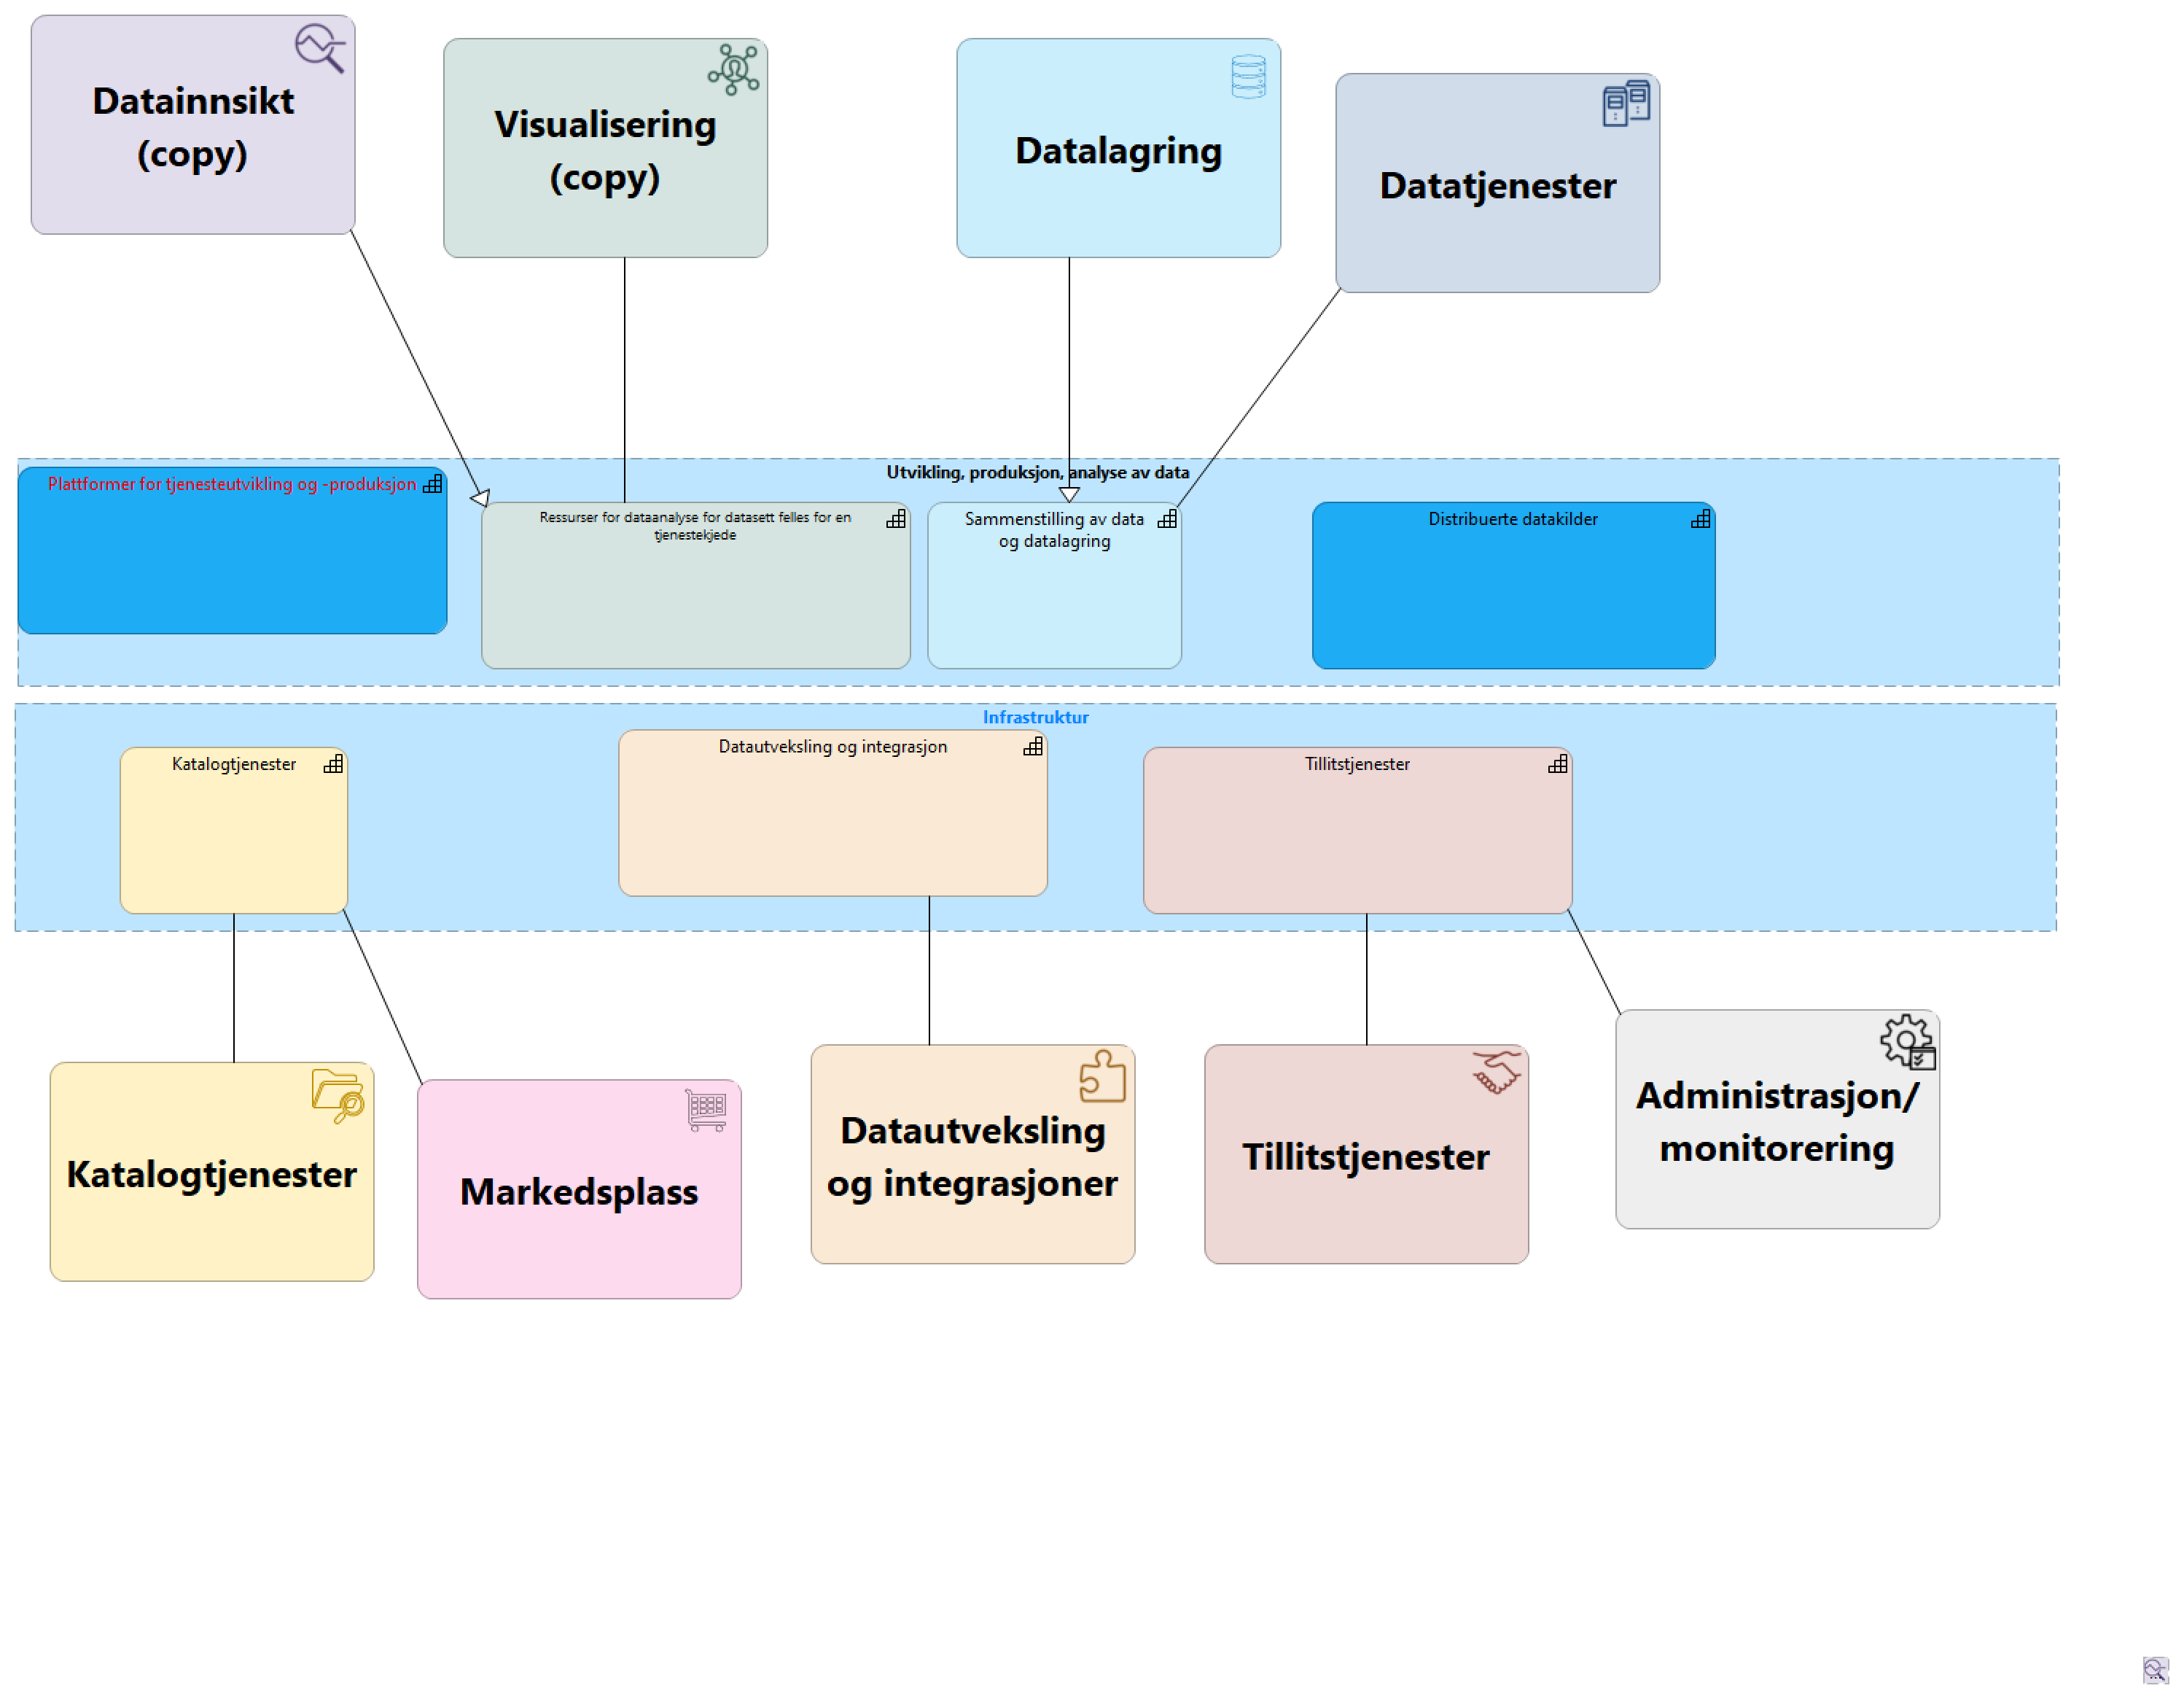 Datainnsikt
(copy)
Visualisering
(copy)
Datalagring
Datatjenester
Utvikling, produksjon, analyse av data
Plattformer for tjenesteutvikling og -produksjon
Ressurser for dataanalyse for datasett felles for en
tjenestekjede
Sammenstilling av data
og datalagring
Distribuerte datakilder
Infrastruktur
Katalogtjenester
Datautveksling og integrasjon
Tillitstjenester
Katalogtjenester
Markedsplass
Datautveksling
og integrasjoner
Tillitstjenester
Administrasjon/
monitorering